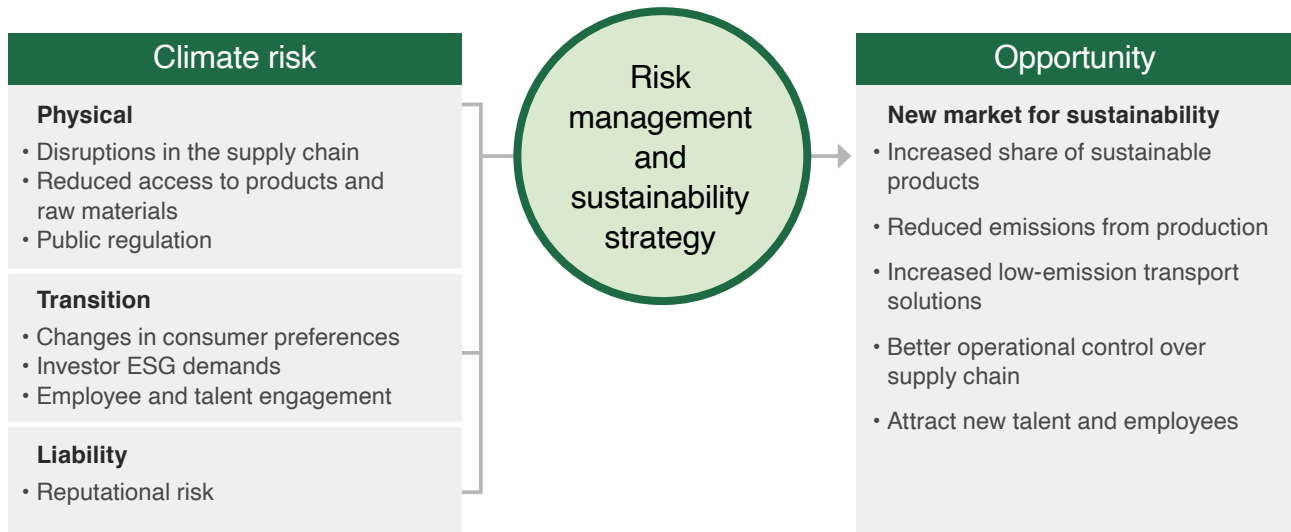 Climate risk
Physical
• Disruptions in the supply chain
• Reduced access to products and
raw materials
• Public regulation
Transition
• Changes in consumer preferences
• Investor ESG demands
• Employee and talent engagement
Liability
• Reputational risk
Risk
management
and
sustainability
strategy
Opportunity
New market for sustainability
• Increased share of sustainable
products
• Reduced emissions from production
• Increased low-emission transport
solutions
• Better operational control over
supply chain
• Attract new talent and employees